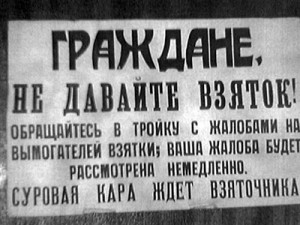 ГРАЖДАНЕ,
НЕ ДАВАЙТЕ ВЗЯТОК!
ОБРАЩАЙТЕСЬ В ТРОЙКУ С ЖАЛОБАМИ НА
ВЫМОГАТЕЛЕЙ ВЗЯТКИ; ВАША ЖАЛОБА БУДЕТ
РАССМОТРЕНА НЕМЕДЛЕННО.
СУРОВАЯ КАРА ЖДЕТ ВЗЯТОЧНИКА